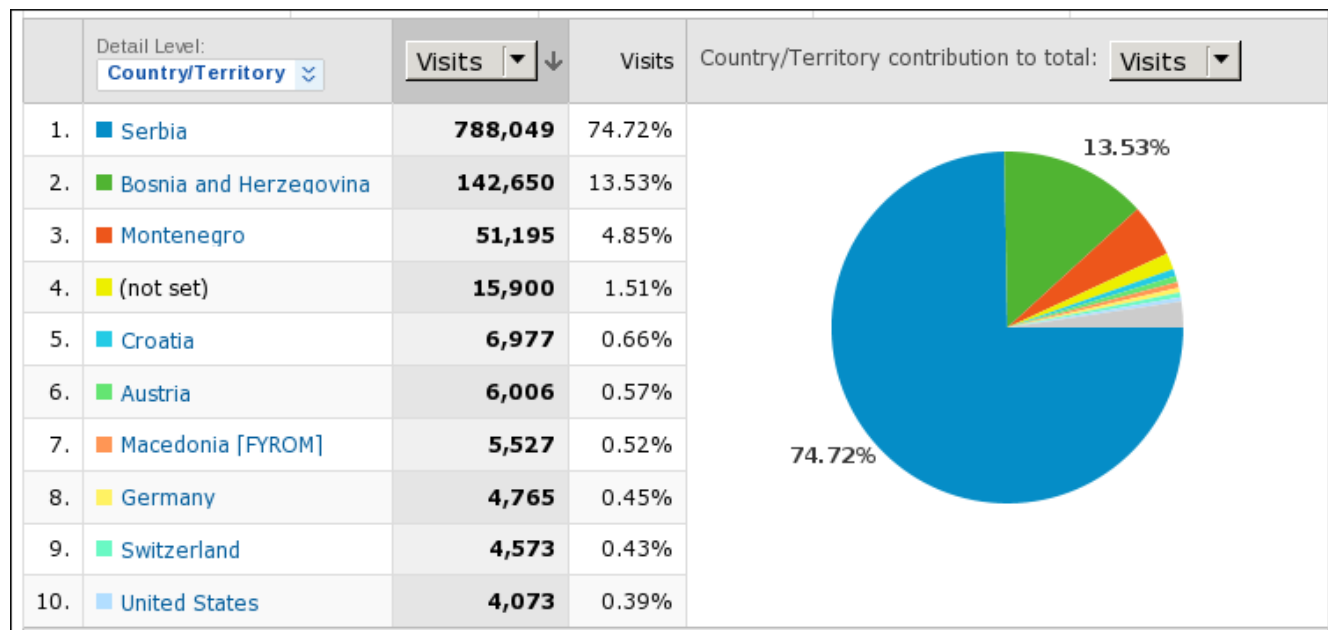 Detail Level:
Country/Territory
Visits
Visits
Country/Territory contribution to total: Visits
1. Serbia 788,049 74.72%
2. Bosnia and Herzegovina 142,650 13.53%
3. Montenegro 51,195 4.85%
4. (not set) 15,900 1.51%
5. Croatia 6,977 0.66%
6. Austria 6,006 0.57%
7. Macedonia [FYROM] 5,527 0.52%
8. Germany 4,765 0.45%
9. Switzerland 4,573 0.43%
10. United States 4,073 0.39%
13.53%
74.72%